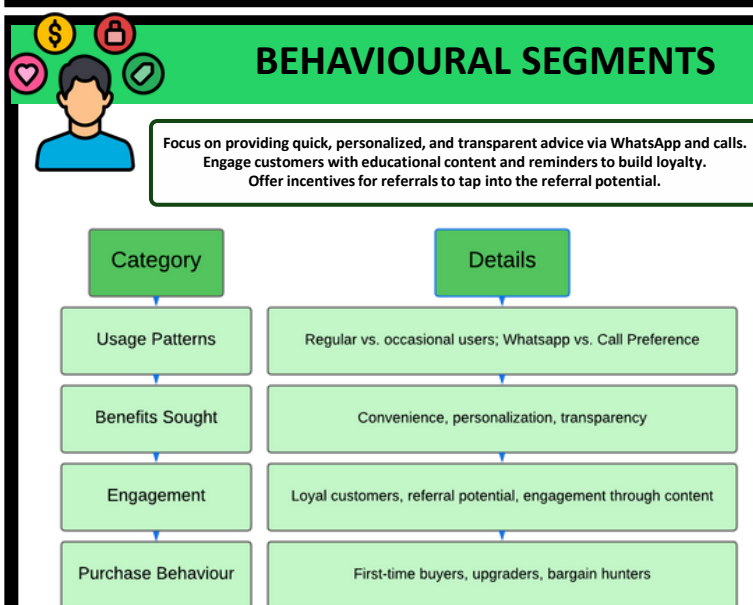 BEHAVIOURAL SEGMENTS
Focus on providing quick, personalized, and transparent advice via WhatsApp and calls.
Engage customers with educational content and reminders to build loyalty.
Offer incentives for referrals to tap into the referral potential.
Category
Details
Usage Patterns
Regular vs. occasional users; Whatsapp vs. Call Preference
Benefits Sought
Convenience, personalization, transparency
Engagement
Loyal customers, referral potential, engagement through content
Purchase Behaviour
First-time buyers, upgraders, bargain hunters